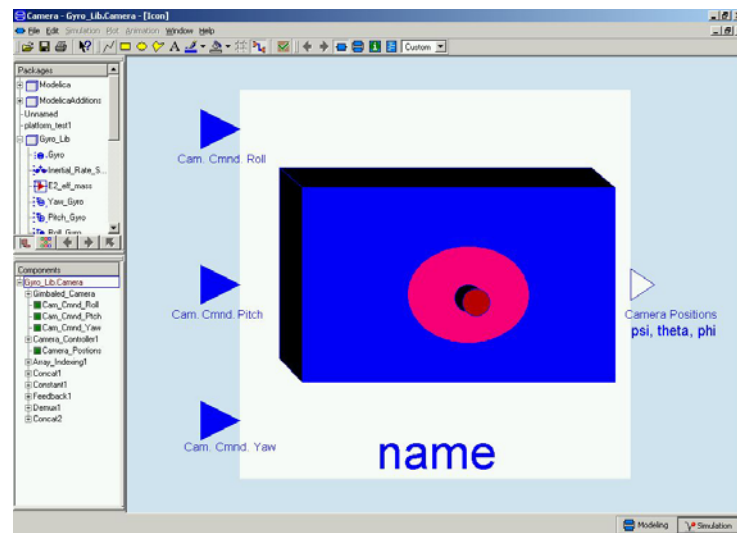 Camera - Gyro_Lib.Camera - [Icon]
File Edit Simulation Plot Animation Window Help
Custom
Packages
Modelica
ModelicaAdditions
Unnamed
platform_test1
Gyro_Lib
Gyro
Inertial_Rate_S...
E2_eff_mass
Yaw_Gyro
Pitch_Gyro
Roll_Gyro
Components
Gyro_Lib.Camera
Gimbaled_Camera
Cam_Cmnd_Roll
Cam_Cmnd_Pitch
Cam_Cmnd_Yaw
Camera_Controller1
Camera_Postions
Array_Indexing1
Concat1
Constant1
Feedback1
Demux1
Concat2
Cam. Cmnd. Roll
Cam. Cmnd. Pitch
Cam. Cmnd. Yaw
Camera Positions
psi, theta, phi
name
Modeling Simulation